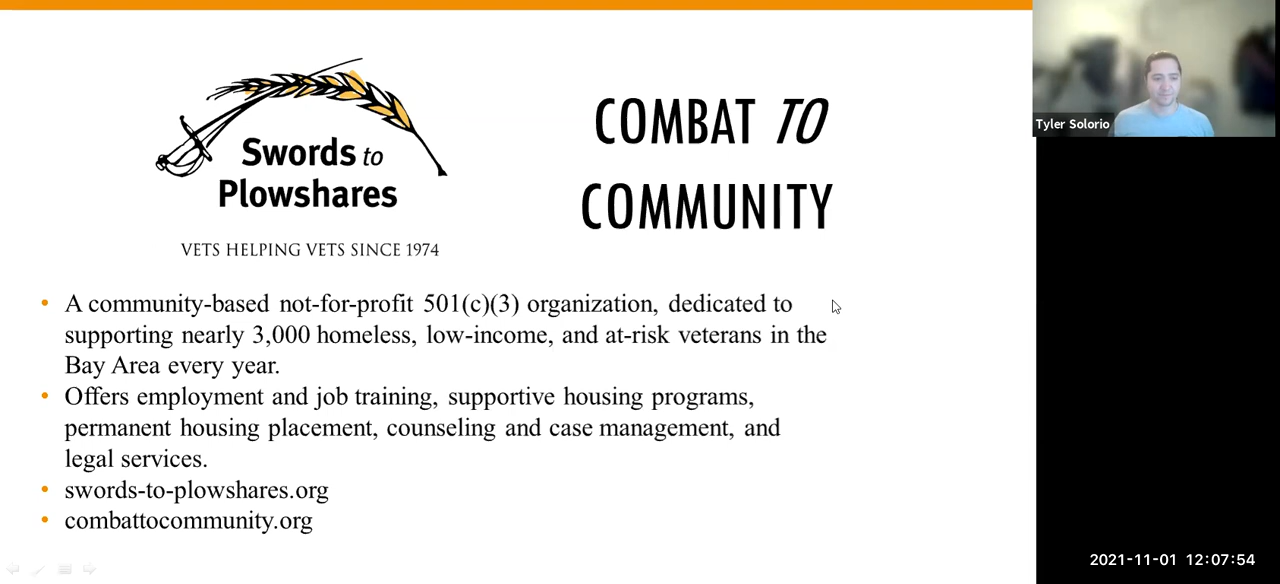 Swords to
Plowshares
VETS HELPING VETS SINCE 1974
COMBAT TO
COMMUNITY
• A community-based not-for-profit 501(c)(3) organization, dedicated to
supporting nearly 3,000 homeless, low-income, and at-risk veterans in the
Bay Area every year.
• Offers employment and job training, supportive housing programs,
permanent housing placement, counseling and case management, and
legal services.
• swords-to-plowshares.org
• combattocommunity.org
Tyler Solorio
2021-11-01 12:07:54